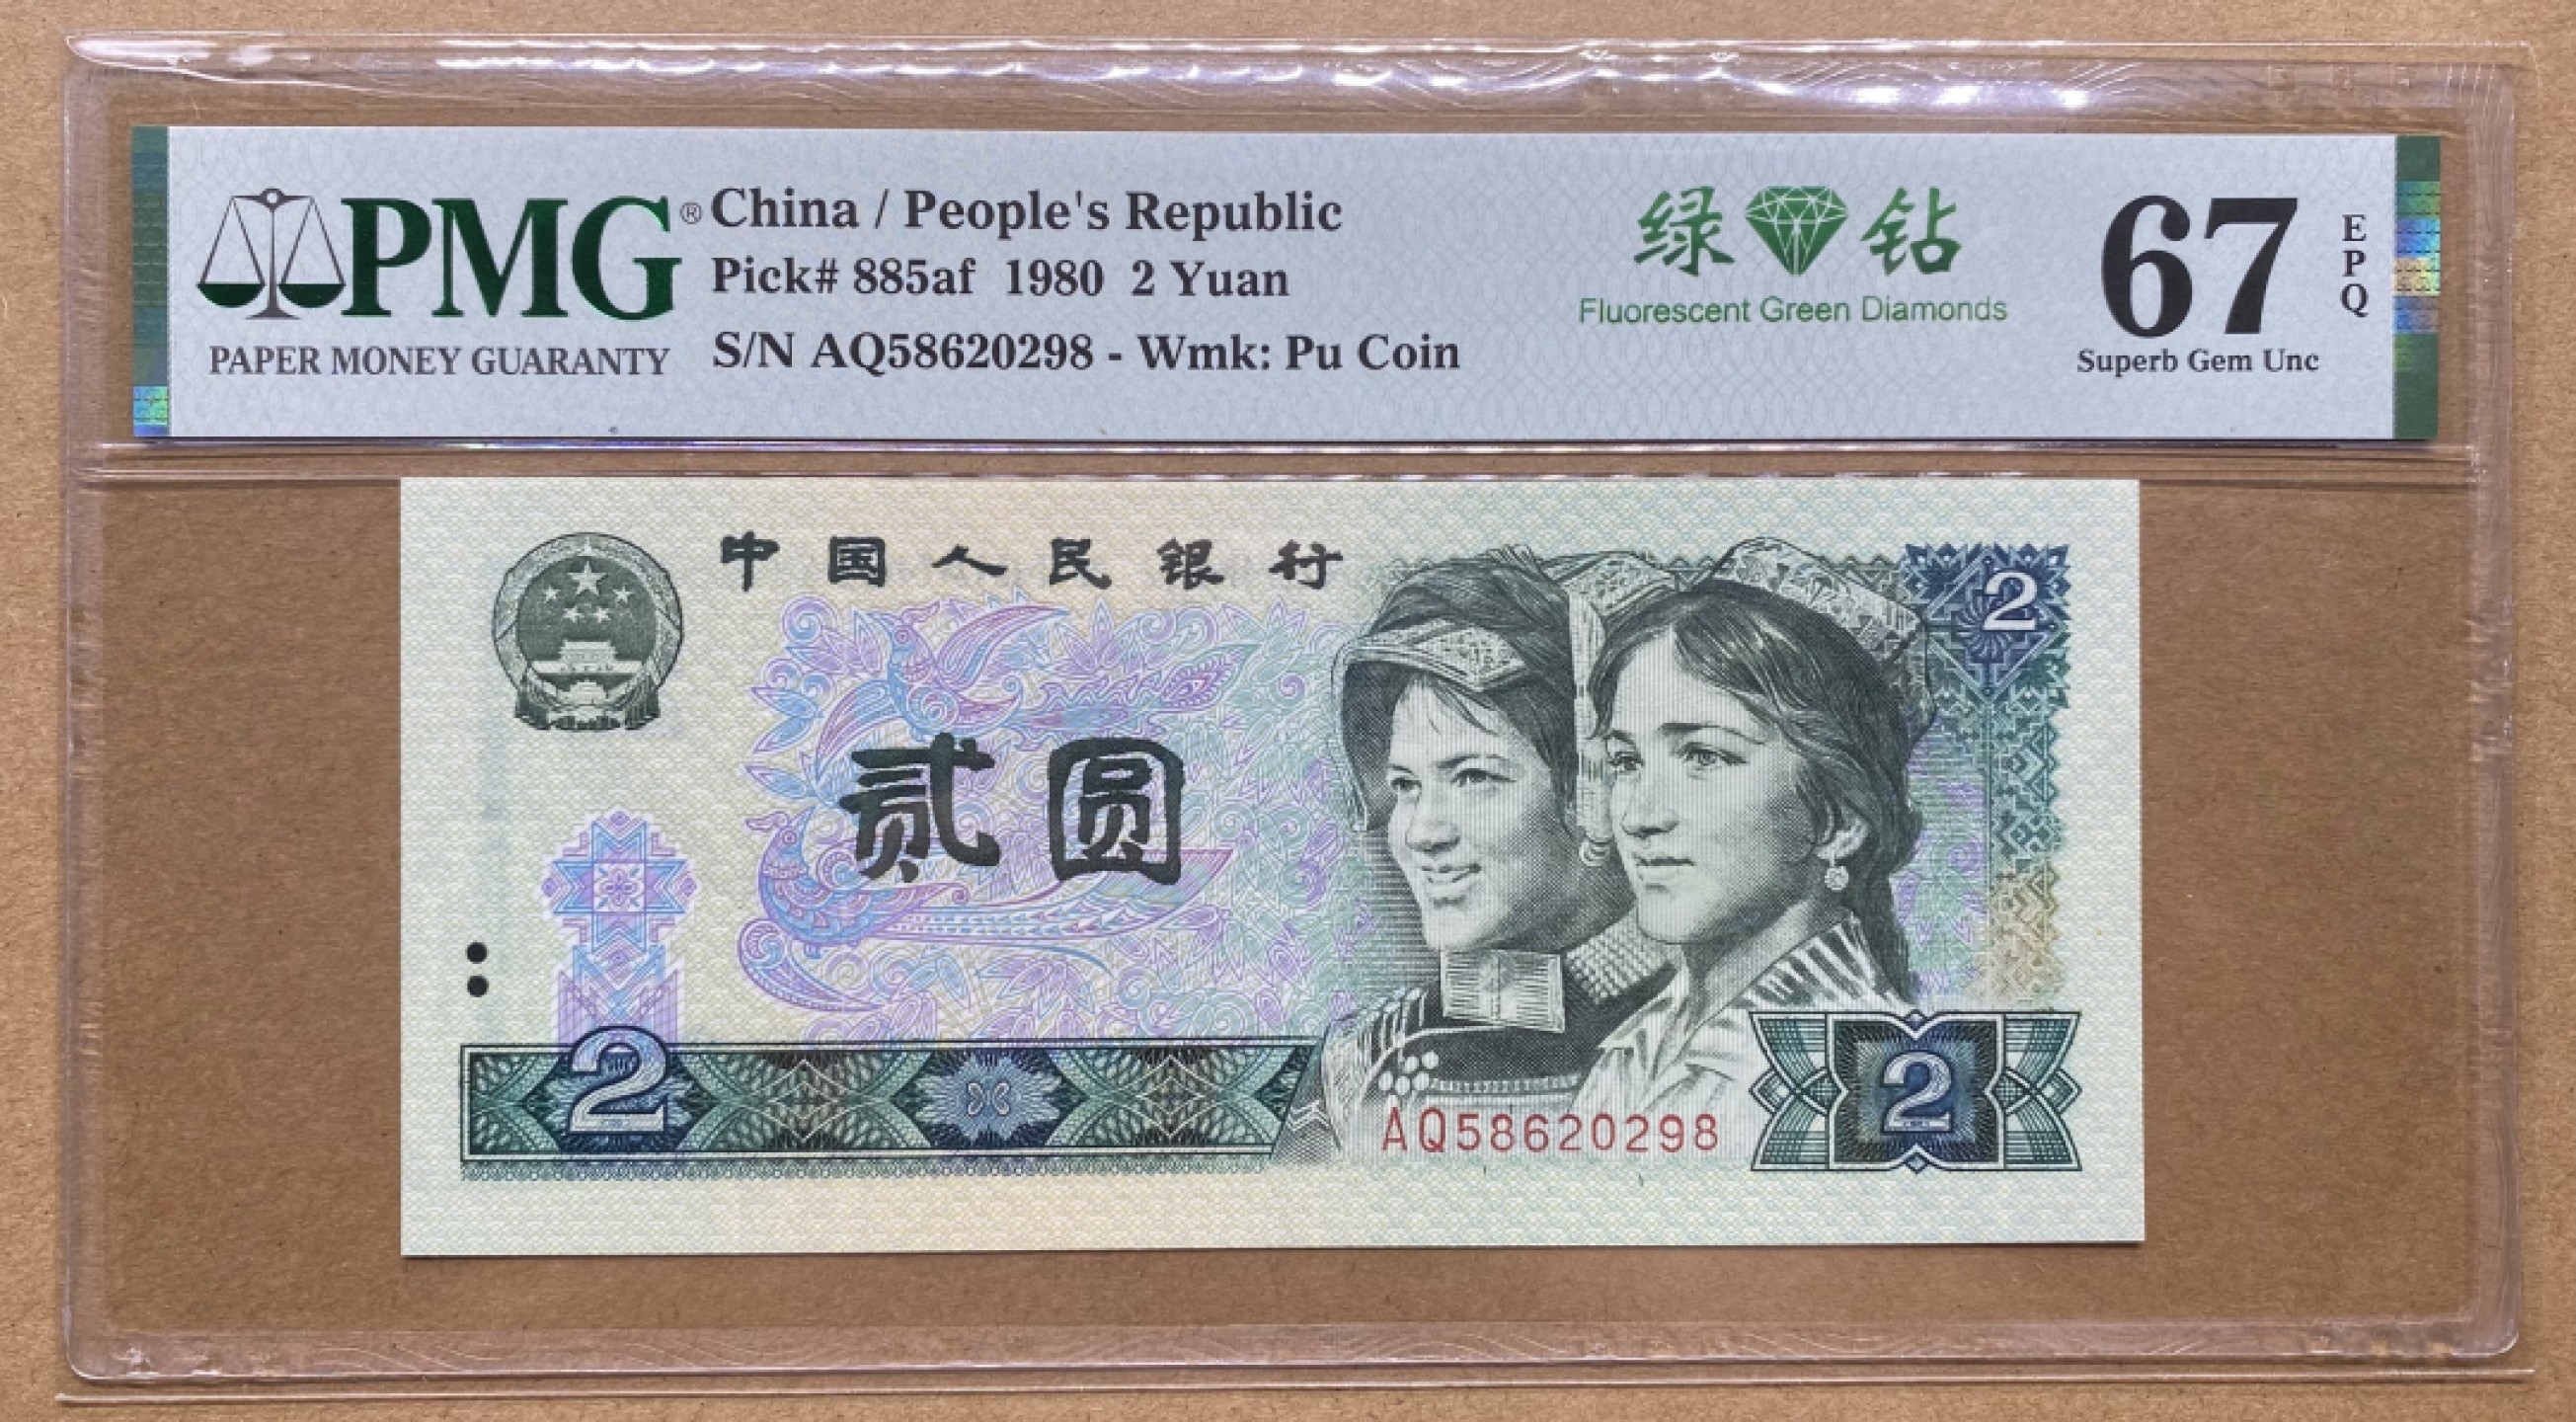 PMG®
PAPER MONEY GUARANTY
China / People's Republic
Pick# 885af 1980 2 Yuan
S/N AQ58620298 - Wmk: Pu Coin
绿 钻
Fluorescent Green Diamonds
67
EPQ
Superb Gem Unc
中国人民银行
2
贰圆
2
2
AQ58620298